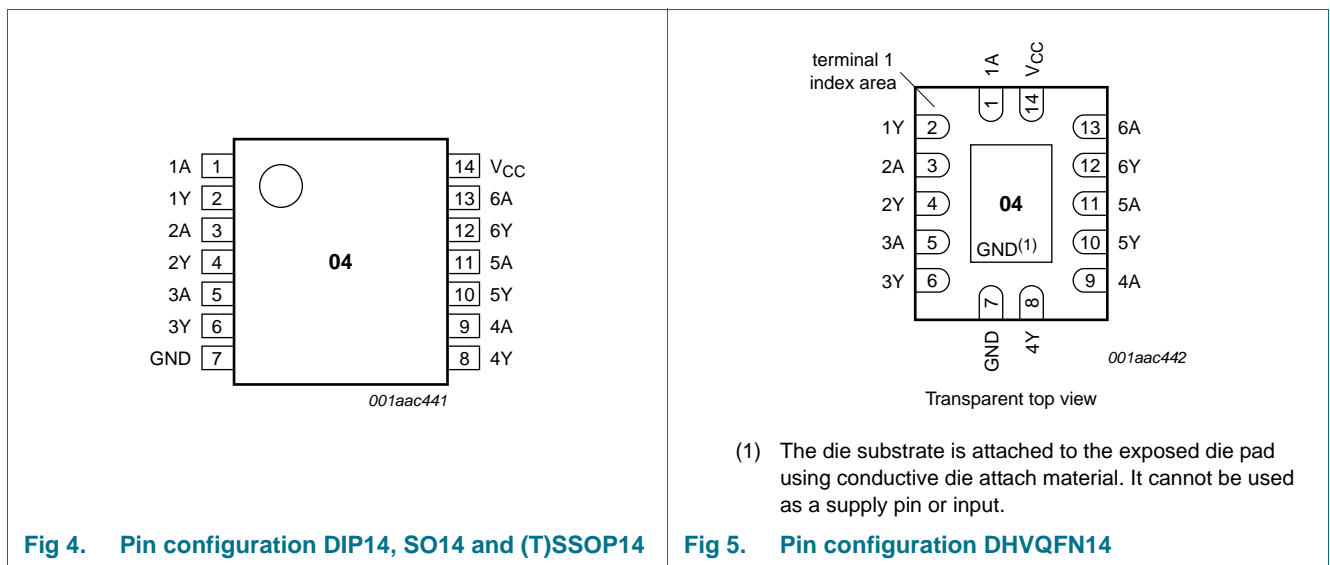 1A 1
1Y 2
2A 3
2Y 4
3A 5
3Y 6
GND 7
04
14 VCC
13 6A
12 6Y
11 5A
10 5Y
9 4A
8 4Y
001aac441
Fig 4. Pin configuration DIP14, SO14 and (T)SSOP14
terminal 1
index area
1A
VCC
1
14
1Y 2
2A 3
2Y 4
3A 5
3Y 6
04
GND(1)
13 6A
12 6Y
11 5A
10 5Y
9 4A
7
8
GND
4Y
001aac442
Transparent top view
(1) The die substrate is attached to the exposed die pad
using conductive die attach material. It cannot be used
as a supply pin or input.
Fig 5. Pin configuration DHVQFN14